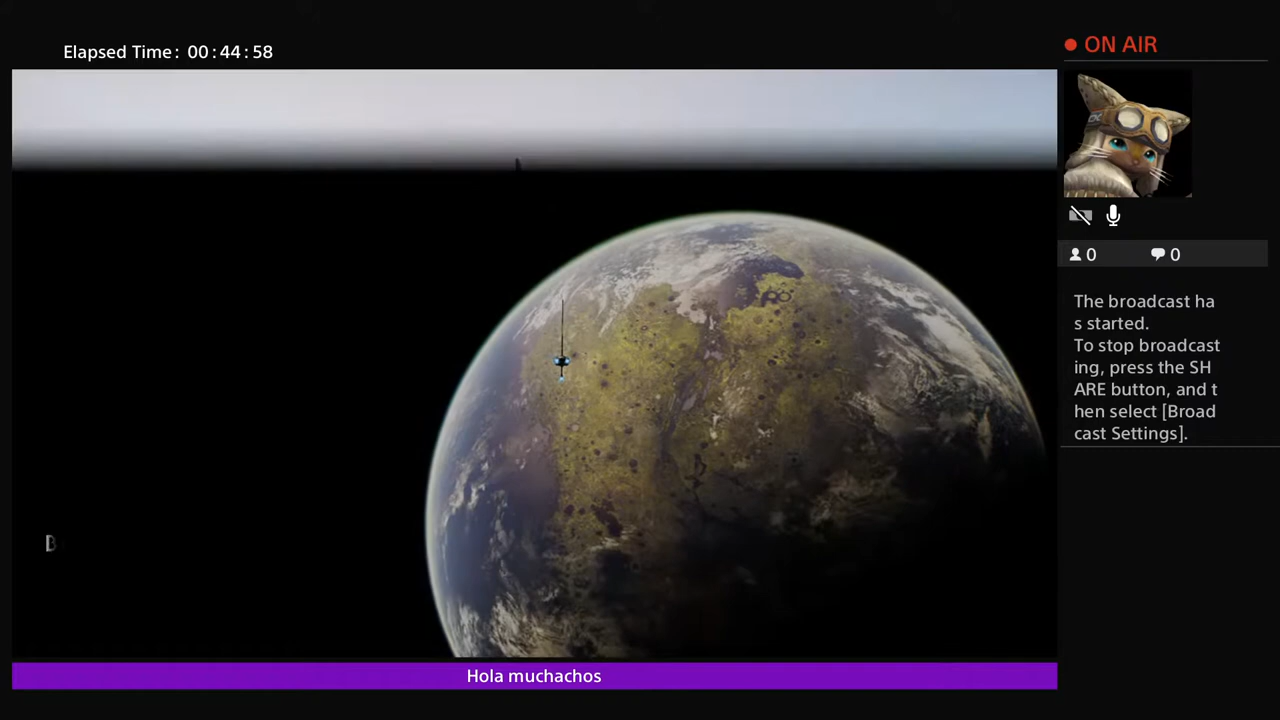 Elapsed Time: 00:44:58
ON AIR
0 0
The broadcast ha
s started.
To stop broadcast
ing, press the SH
ARE button, and t
hen select [Broad
cast Settings].
B
Hola muchachos